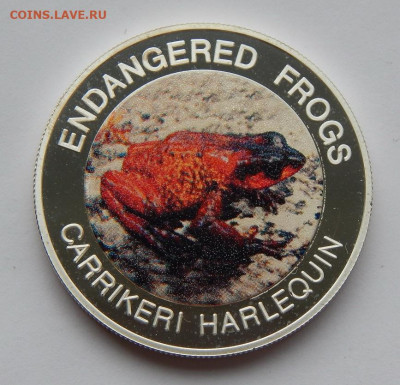 COINS.LAVE.RU
ENDANGERED FROGS
CARRIKERI HARLEQUIN